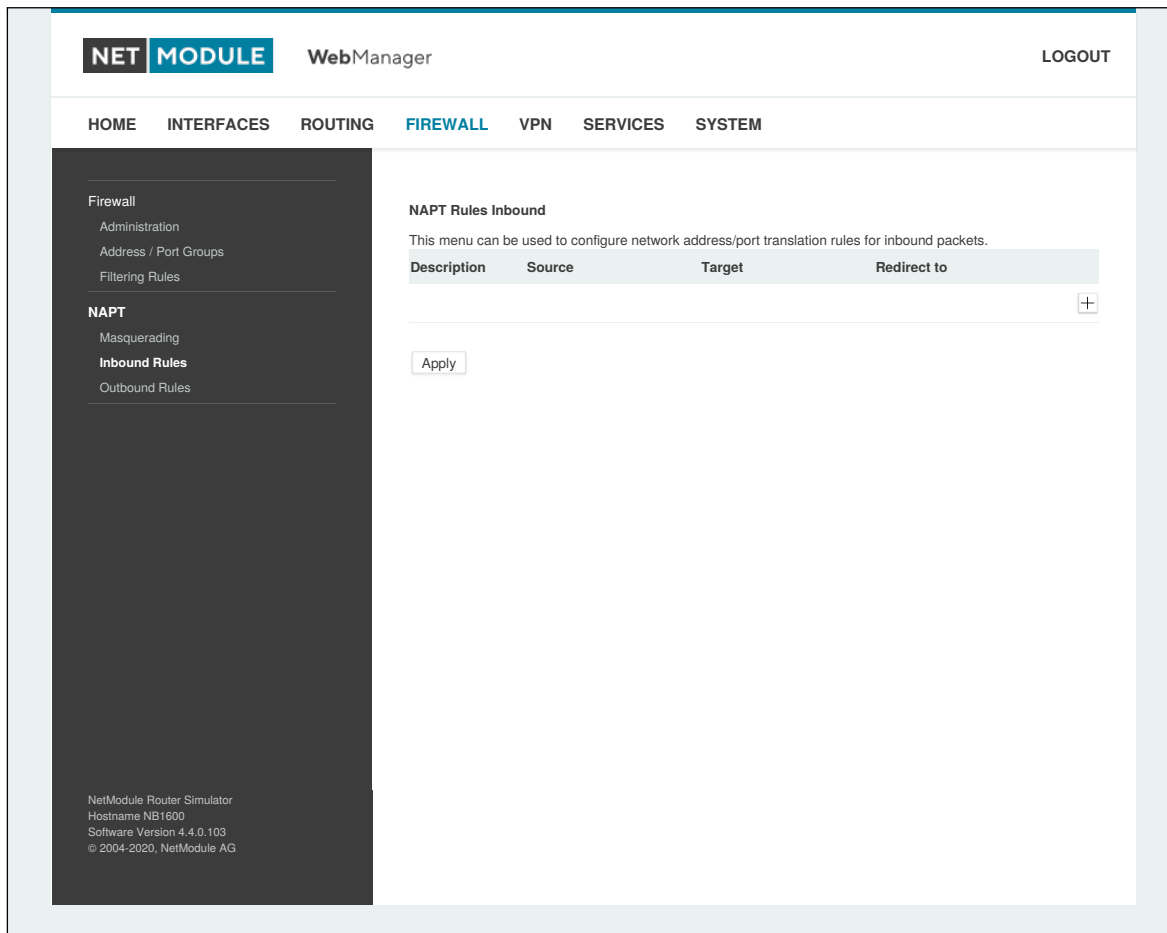 NET MODULE WebManager LOGOUT
HOME INTERFACES ROUTING FIREWALL VPN SERVICES SYSTEM
Firewall
Administration
Address / Port Groups
Filtering Rules
NAPT
Masquerading
Inbound Rules
Outbound Rules
NAPT Rules Inbound
This menu can be used to configure network address/port translation rules for inbound packets.
Description Source Target Redirect to
Apply
NetModule Router Simulator
Hostname NB1600
Software Version 4.4.0.103
© 2004-2020, NetModule AG